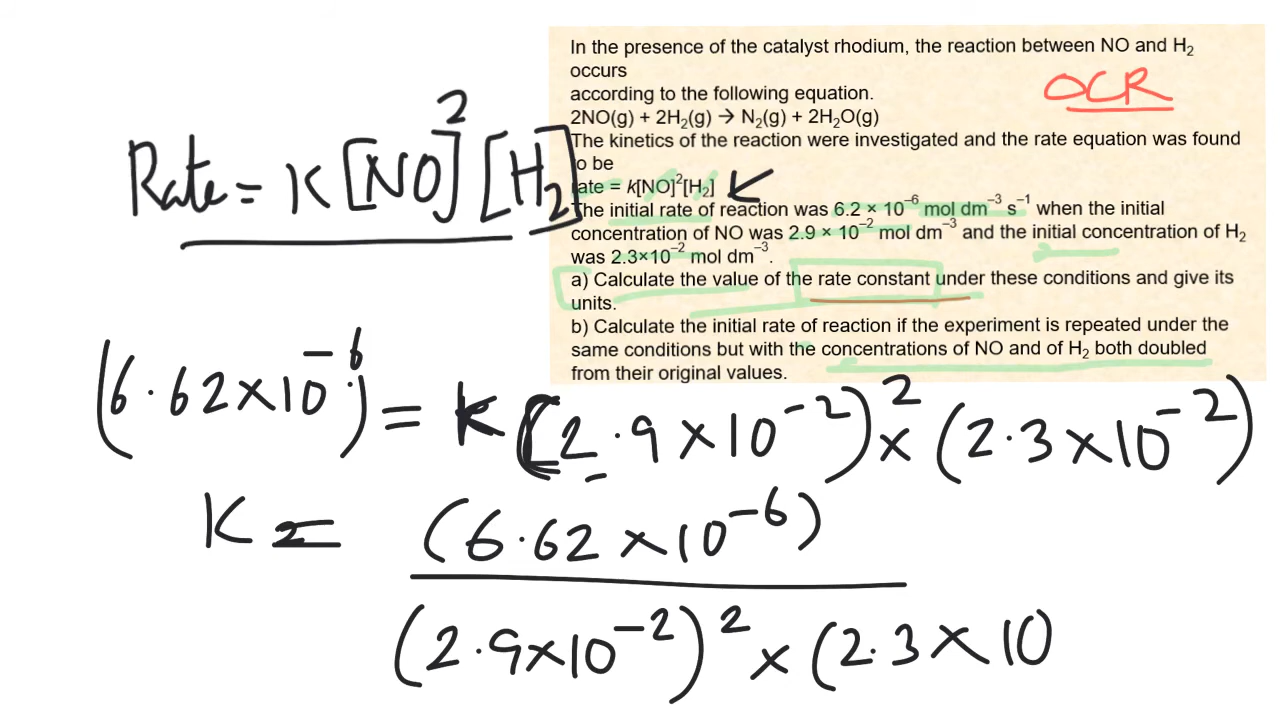 In the presence of the catalyst rhodium, the reaction between NO and H₂
occurs
according to the following equation.
2NO(g) + 2H₂(g) → N₂(g) + 2H₂O(g)
The kinetics of the reaction were investigated and the rate equation was found
to be
rate = k[NO]²[H₂]
The initial rate of reaction was 6.2 × 10⁻⁶ mol dm⁻³ s⁻¹ when the initial
concentration of NO was 2.9 × 10⁻² mol dm⁻³ and the initial concentration of H₂
was 2.3×10⁻² mol dm⁻³.
a) Calculate the value of the rate constant under these conditions and give its
units.
b) Calculate the initial rate of reaction if the experiment is repeated under the
same conditions but with the concentrations of NO and of H₂ both doubled
from their original values.
OCR
Rate = K [NO]² [H₂]
(6.62×10⁻⁶) = K (2.9×10⁻²)² × (2.3×10⁻²)
K = (6.62×10⁻⁶)
(2.9×10⁻²)² × (2.3×10